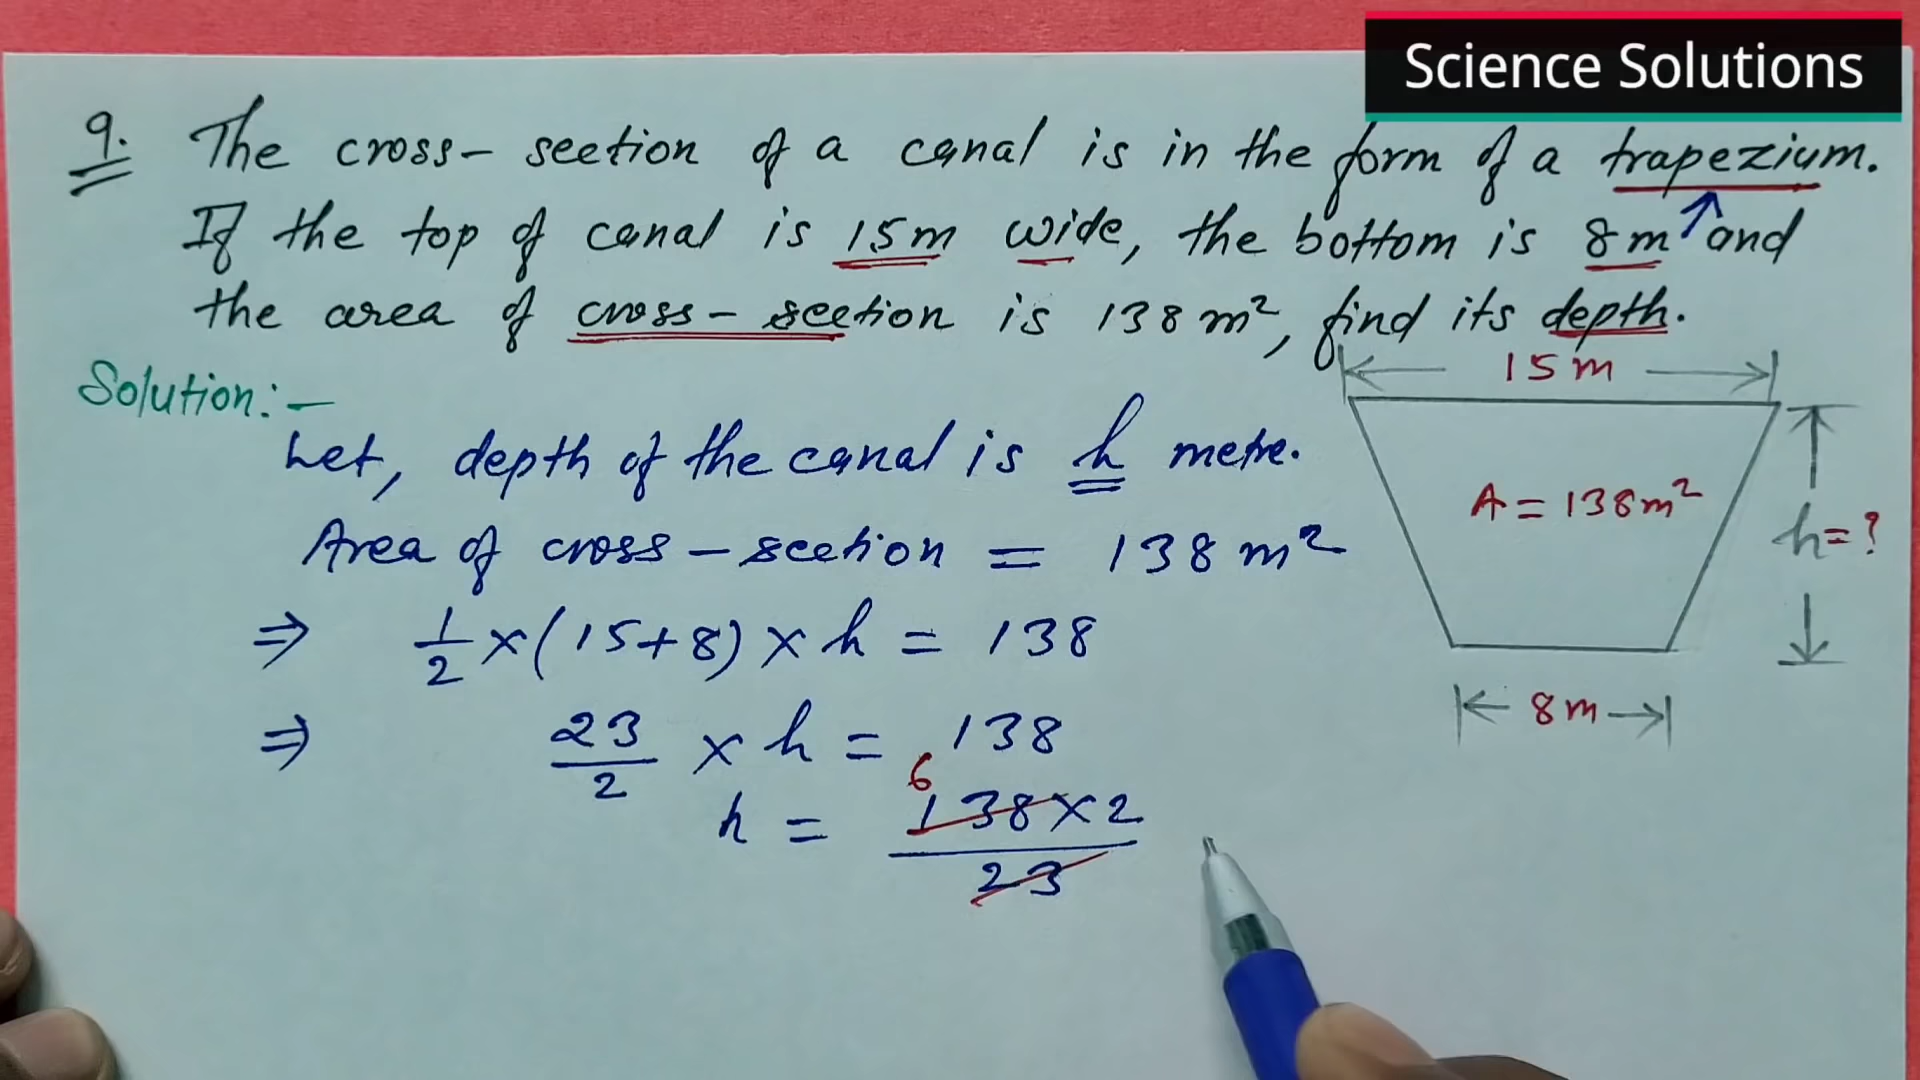 Science Solutions
9. The cross-section of a canal is in the form of a trapezium.
If the top of canal is 15m wide, the bottom is 8m and
the area of cross-section is 138m², find its depth.
Solution:-
Let, depth of the canal is h metre.
Area of cross-section = 138 m²
⇒ 1/2 × (15+8) × h = 138
⇒ 23/2 × h = 138
6
h = 138×2/23
15m
A = 138m²
h=?
8m